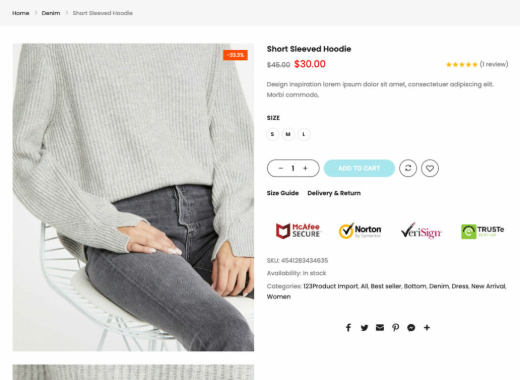 Home > Denim > Short Sleeved Hoodie
-33.3%
Short Sleeved Hoodie
$45.00 $30.00
(1 review)
Design inspiration lorem ipsum dolor sit amet, consectetuer adipiscing elit.
Morbi commodo,
SIZE
S M L
− 1 +
ADD TO CART
Size Guide Delivery & Return
McAfee
SECURE
Norton
by Symantec
VeriSign
TRUSTe
SKU: 4541283434635
Availability: In stock
Categories: 123Product Import, All, Best seller, Bottom, Denim, Dress, New Arrival,
Women